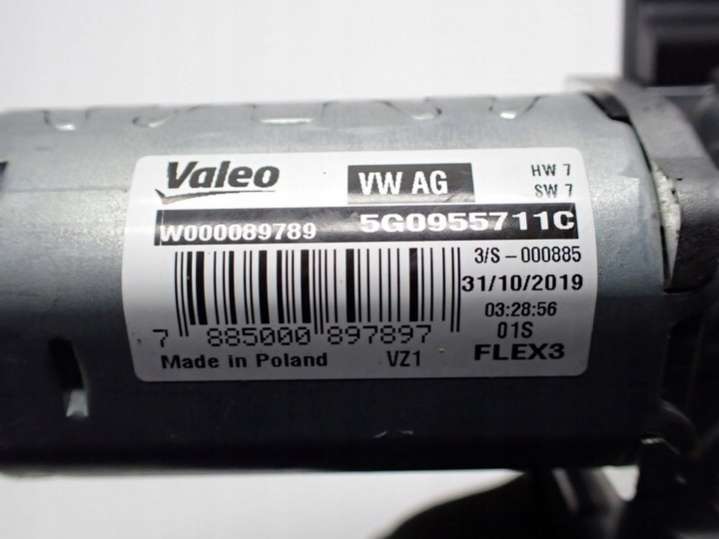 Valeo VW AG HW 7
SW 7
W000089789 5G0955711C
3/S-000885
31/10/2019
03:28:56
7 885000 897897 01S
Made in Poland VZ1 FLEX3